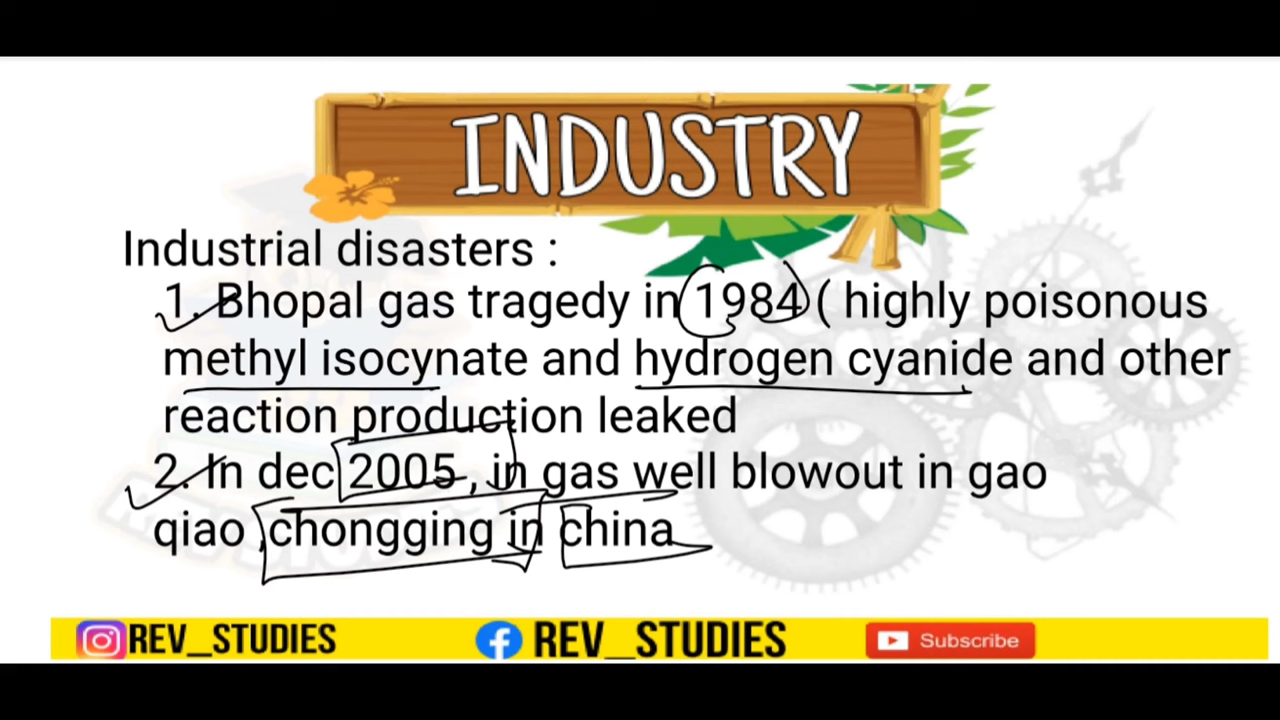 INDUSTRY
Industrial disasters :
1. Bhopal gas tragedy in 1984 ( highly poisonous
methyl isocynate and hydrogen cyanide and other
reaction production leaked
2. In dec 2005 , in gas well blowout in gao
qiao ,chongging in china
REV_STUDIES REV_STUDIES Subscribe